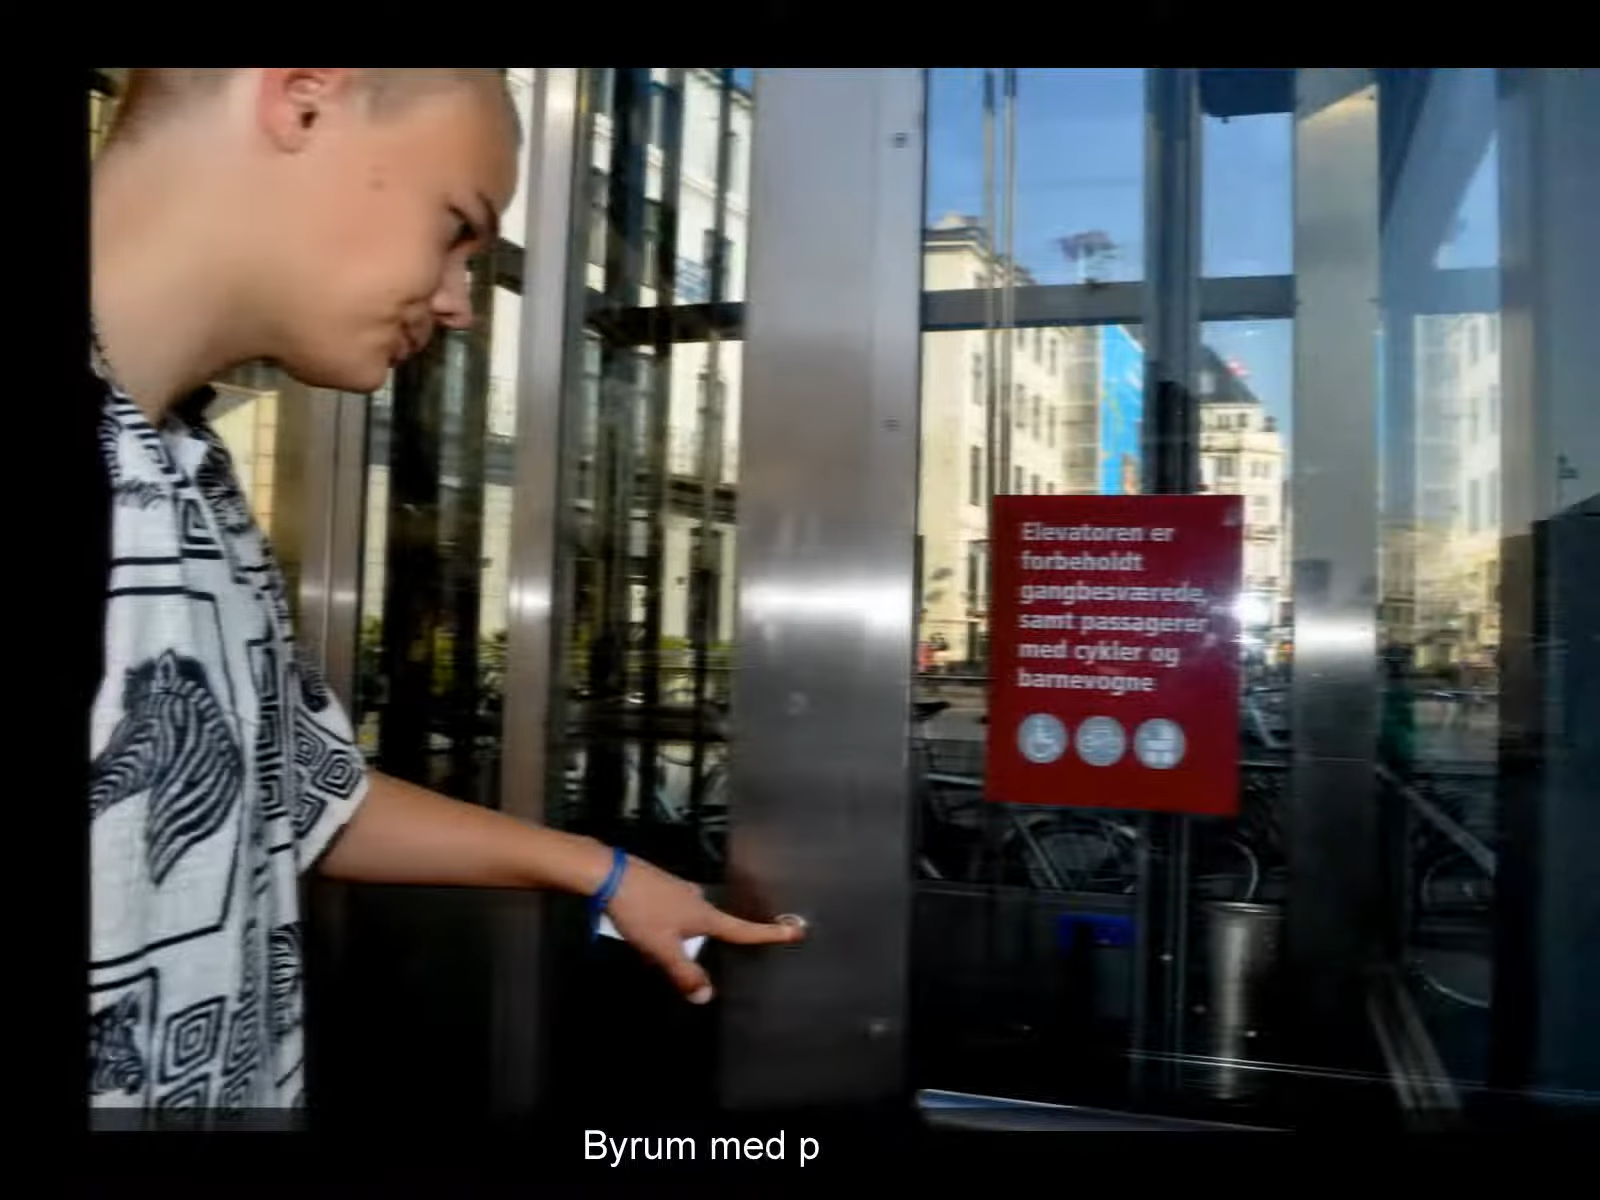 Elevatoren er
forbeholdt
gangbesværede,
samt passagerer
med cykler og
barnevogne
Byrum med p